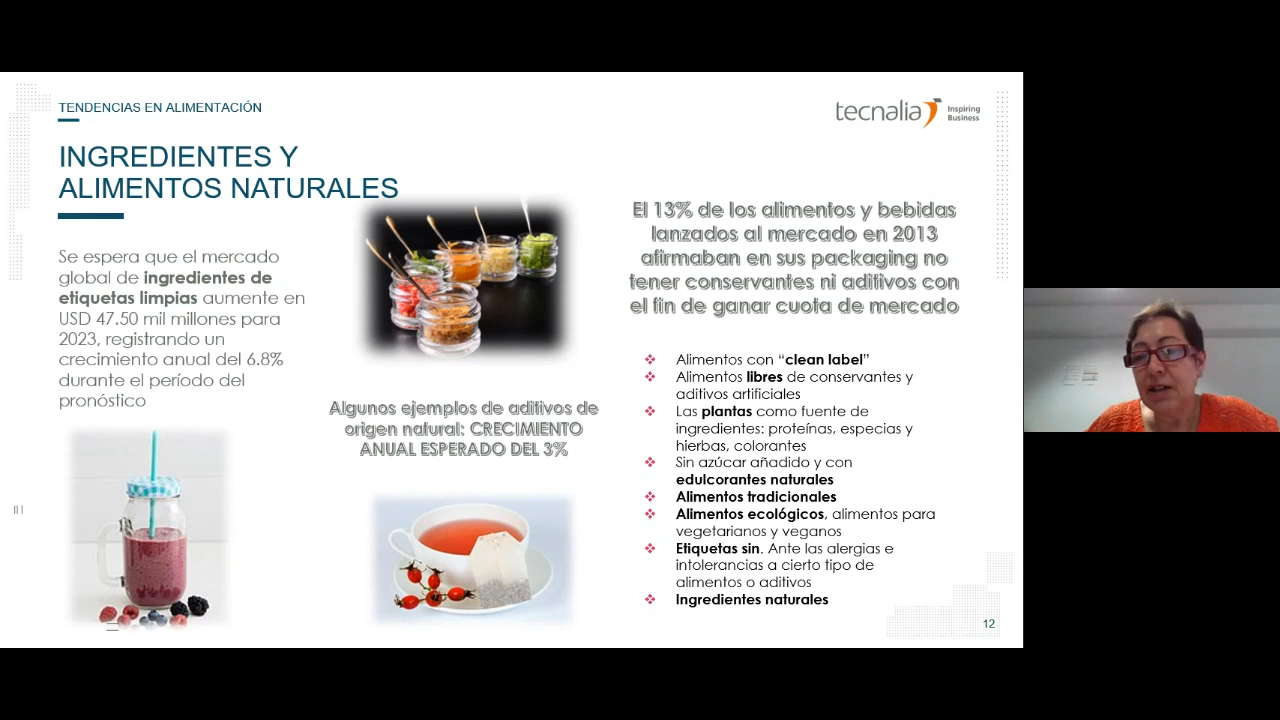 TENDENCIAS EN ALIMENTACIÓN
tecnalia Inspiring
Business
INGREDIENTES Y
ALIMENTOS NATURALES
Se espera que el mercado
global de ingredientes de
etiquetas limpias aumente en
USD 47.50 mil millones para
2023, registrando un
crecimiento anual del 6.8%
durante el período del
pronóstico
Algunos ejemplos de aditivos de
origen natural: CRECIMIENTO
ANUAL ESPERADO DEL 3%
El 13% de los alimentos y bebidas
lanzados al mercado en 2013
afirmaban en sus packaging no
tener conservantes ni aditivos con
el fin de ganar cuota de mercado
❖ Alimentos con “clean label”
❖ Alimentos libres de conservantes y
aditivos artificiales
❖ Las plantas como fuente de
ingredientes: proteínas, especias y
hierbas, colorantes
❖ Sin azúcar añadido y con
edulcorantes naturales
❖ Alimentos tradicionales
❖ Alimentos ecológicos, alimentos para
vegetarianos y veganos
❖ Etiquetas sin. Ante las alergias e
intolerancias a cierto tipo de
alimentos o aditivos
❖ Ingredientes naturales
12